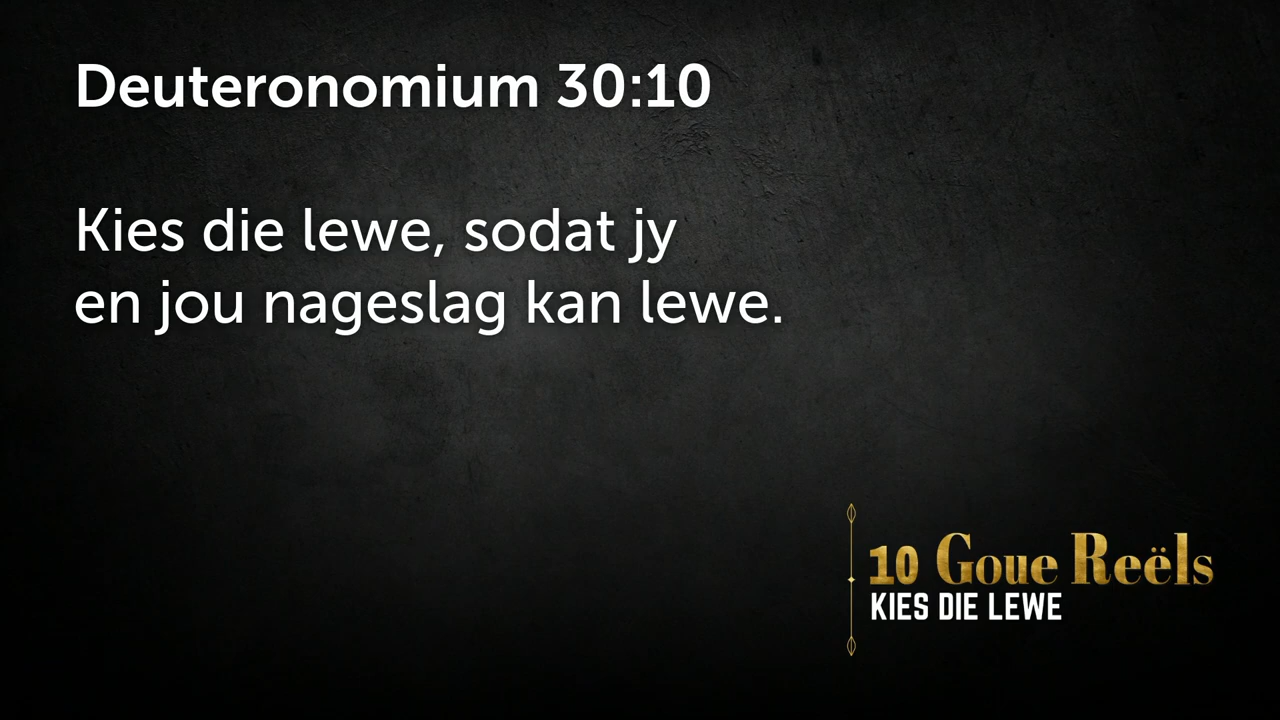 Deuteronomium 30:10
Kies die lewe, sodat jy
en jou nageslag kan lewe.
10 Goue Reëls
KIES DIE LEWE